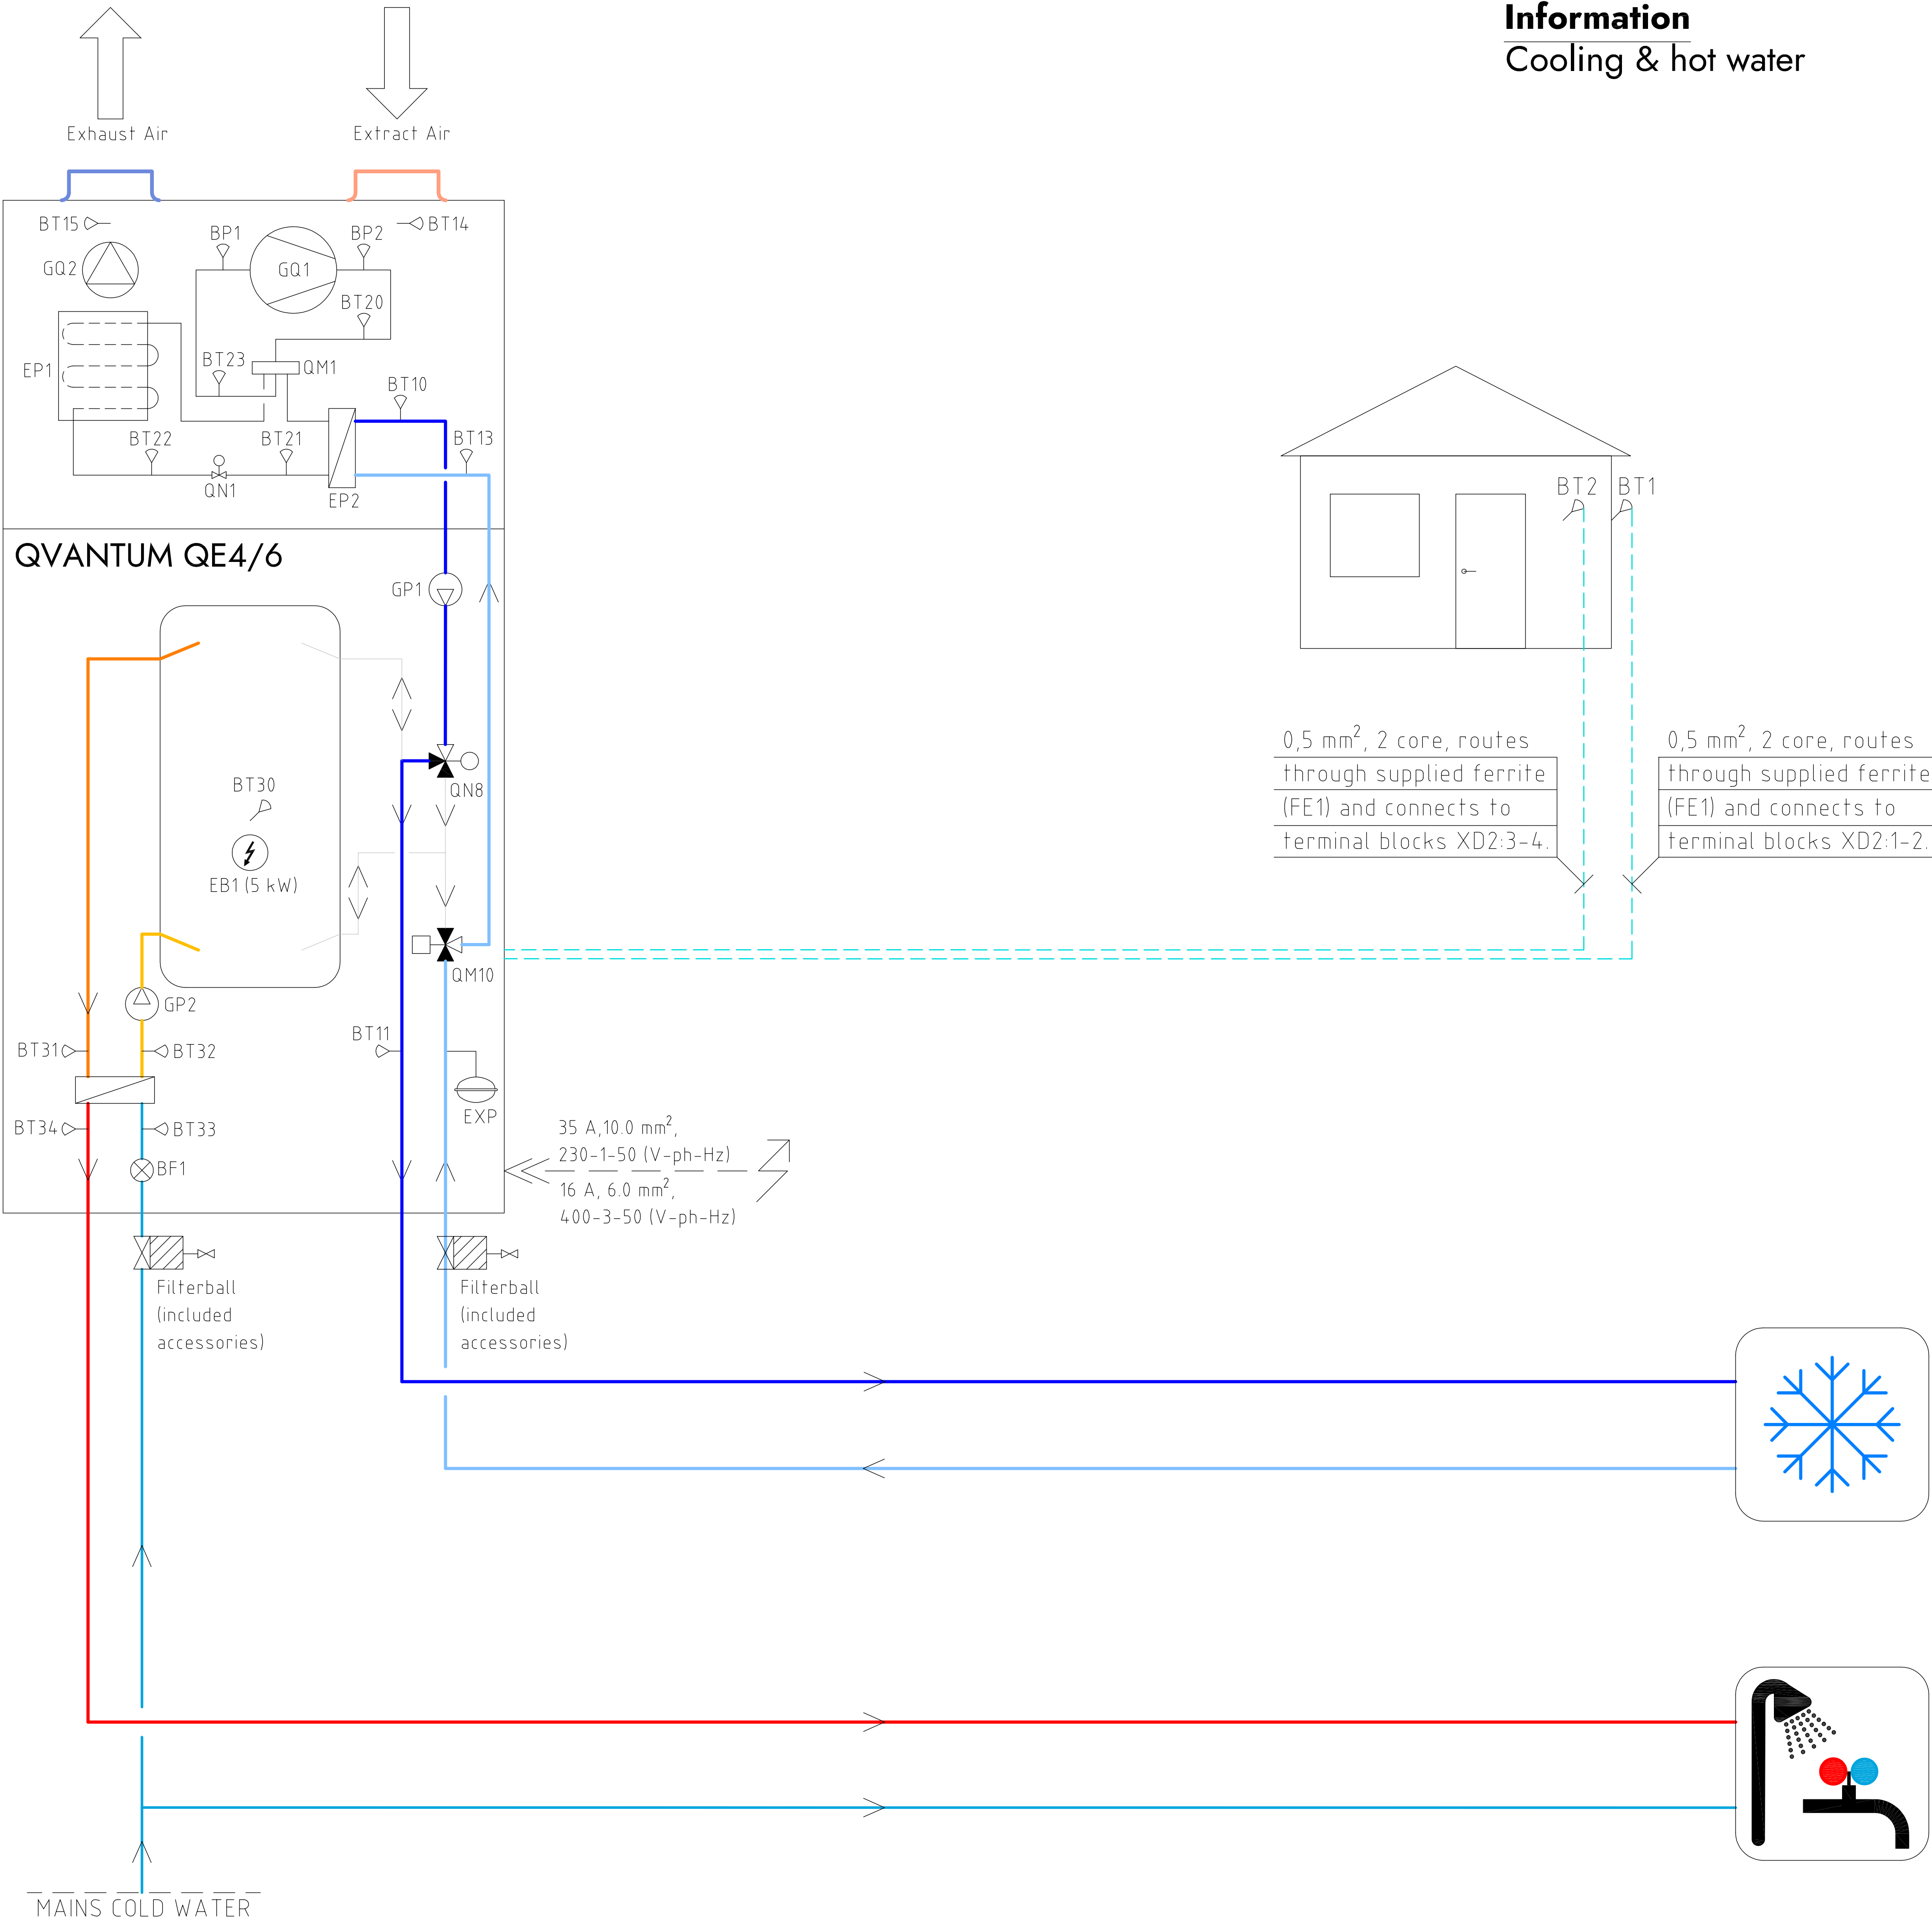 Information
Cooling & hot water
Exhaust Air
Extract Air
BT15
BT14
BP1
BP2
GQ2
GQ1
BT20
BT23
QM1
EP1
BT10
BT22
BT21
BT13
QN1
EP2
QVANTUM QE4/6
GP1
BT2
BT1
0,5 mm², 2 core, routes
through supplied ferrite
(FE1) and connects to
terminal blocks XD2:3-4.
0,5 mm², 2 core, routes
through supplied ferrite
(FE1) and connects to
terminal blocks XD2:1-2.
QN8
BT30
EB1 (5 kW)
QM10
GP2
BT11
BT31
BT32
EXP
BT34
BT33
BF1
35 A,10.0 mm²,
230-1-50 (V-ph-Hz)
16 A, 6.0 mm²,
400-3-50 (V-ph-Hz)
Filterball
(included
accessories)
Filterball
(included
accessories)
MAINS COLD WATER